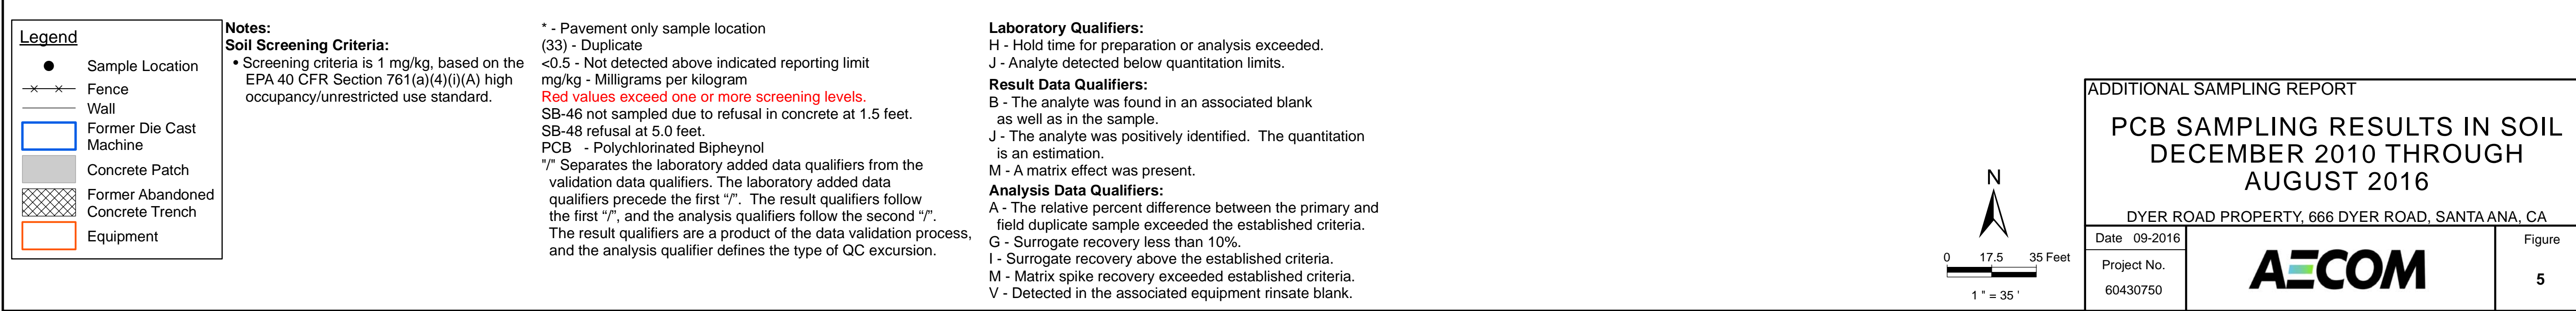 Legend
Sample Location
Fence
Wall
Former Die Cast
Machine
Concrete Patch
Former Abandoned
Concrete Trench
Equipment
Notes:
Soil Screening Criteria:
• Screening criteria is 1 mg/kg, based on the
EPA 40 CFR Section 761(a)(4)(i)(A) high
occupancy/unrestricted use standard.
* - Pavement only sample location
(33) - Duplicate
<0.5 - Not detected above indicated reporting limit
mg/kg - Milligrams per kilogram
Red values exceed one or more screening levels.
SB-46 not sampled due to refusal in concrete at 1.5 feet.
SB-48 refusal at 5.0 feet.
PCB - Polychlorinated Bipheynol
"/" Separates the laboratory added data qualifiers from the
validation data qualifiers. The laboratory added data
qualifiers precede the first “/”. The result qualifiers follow
the first “/”, and the analysis qualifiers follow the second “/”.
The result qualifiers are a product of the data validation process,
and the analysis qualifier defines the type of QC excursion.
Laboratory Qualifiers:
H - Hold time for preparation or analysis exceeded.
J - Analyte detected below quantitation limits.
Result Data Qualifiers:
B - The analyte was found in an associated blank
as well as in the sample.
J - The analyte was positively identified. The quantitation
is an estimation.
M - A matrix effect was present.
Analysis Data Qualifiers:
A - The relative percent difference between the primary and
field duplicate sample exceeded the established criteria.
G - Surrogate recovery less than 10%.
I - Surrogate recovery above the established criteria.
M - Matrix spike recovery exceeded established criteria.
V - Detected in the associated equipment rinsate blank.
N
0 17.5 35 Feet
1 " = 35 '
ADDITIONAL SAMPLING REPORT
PCB SAMPLING RESULTS IN SOIL
DECEMBER 2010 THROUGH
AUGUST 2016
DYER ROAD PROPERTY, 666 DYER ROAD, SANTA ANA, CA
Date 09-2016
Project No.
60430750
AECOM
Figure
5